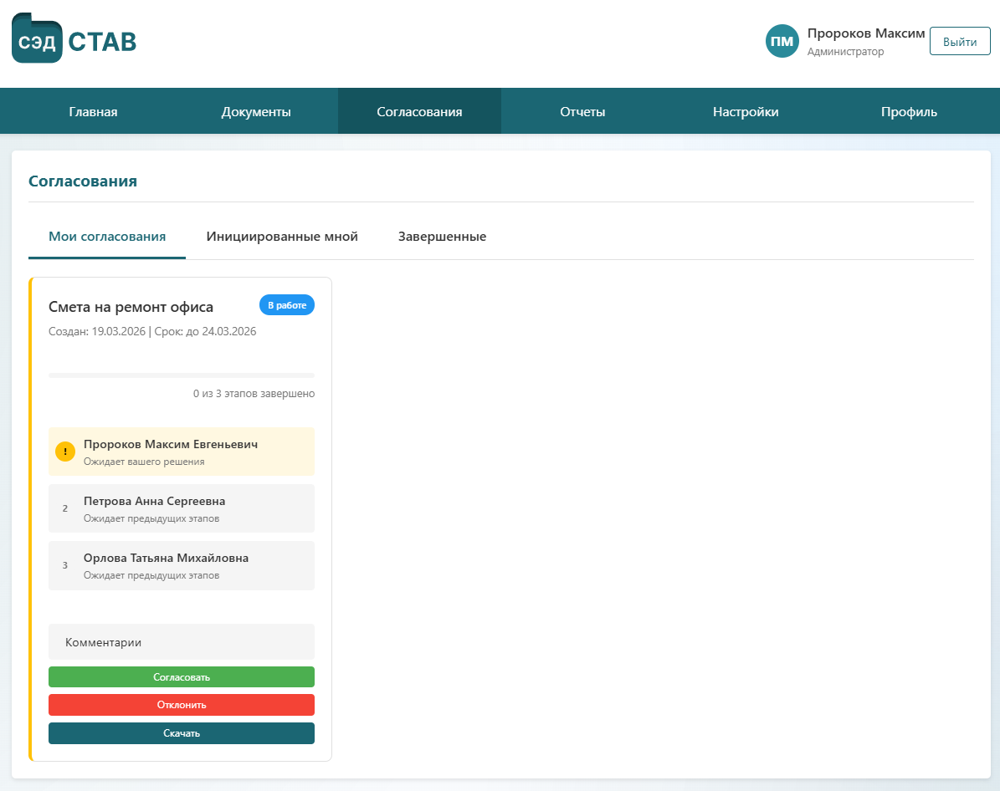 СЭД СТАВ
ПМ
Пророков Максим
Администратор
Выйти
Главная
Документы
Согласования
Отчеты
Настройки
Профиль
Согласования
Мои согласования
Инициированные мной
Завершенные
Смета на ремонт офиса
В работе
Создан: 19.03.2026 | Срок: до 24.03.2026
0 из 3 этапов завершено
!
Пророков Максим Евгеньевич
Ожидает вашего решения
2
Петрова Анна Сергеевна
Ожидает предыдущих этапов
3
Орлова Татьяна Михайловна
Ожидает предыдущих этапов
Комментарии
Согласовать
Отклонить
Скачать